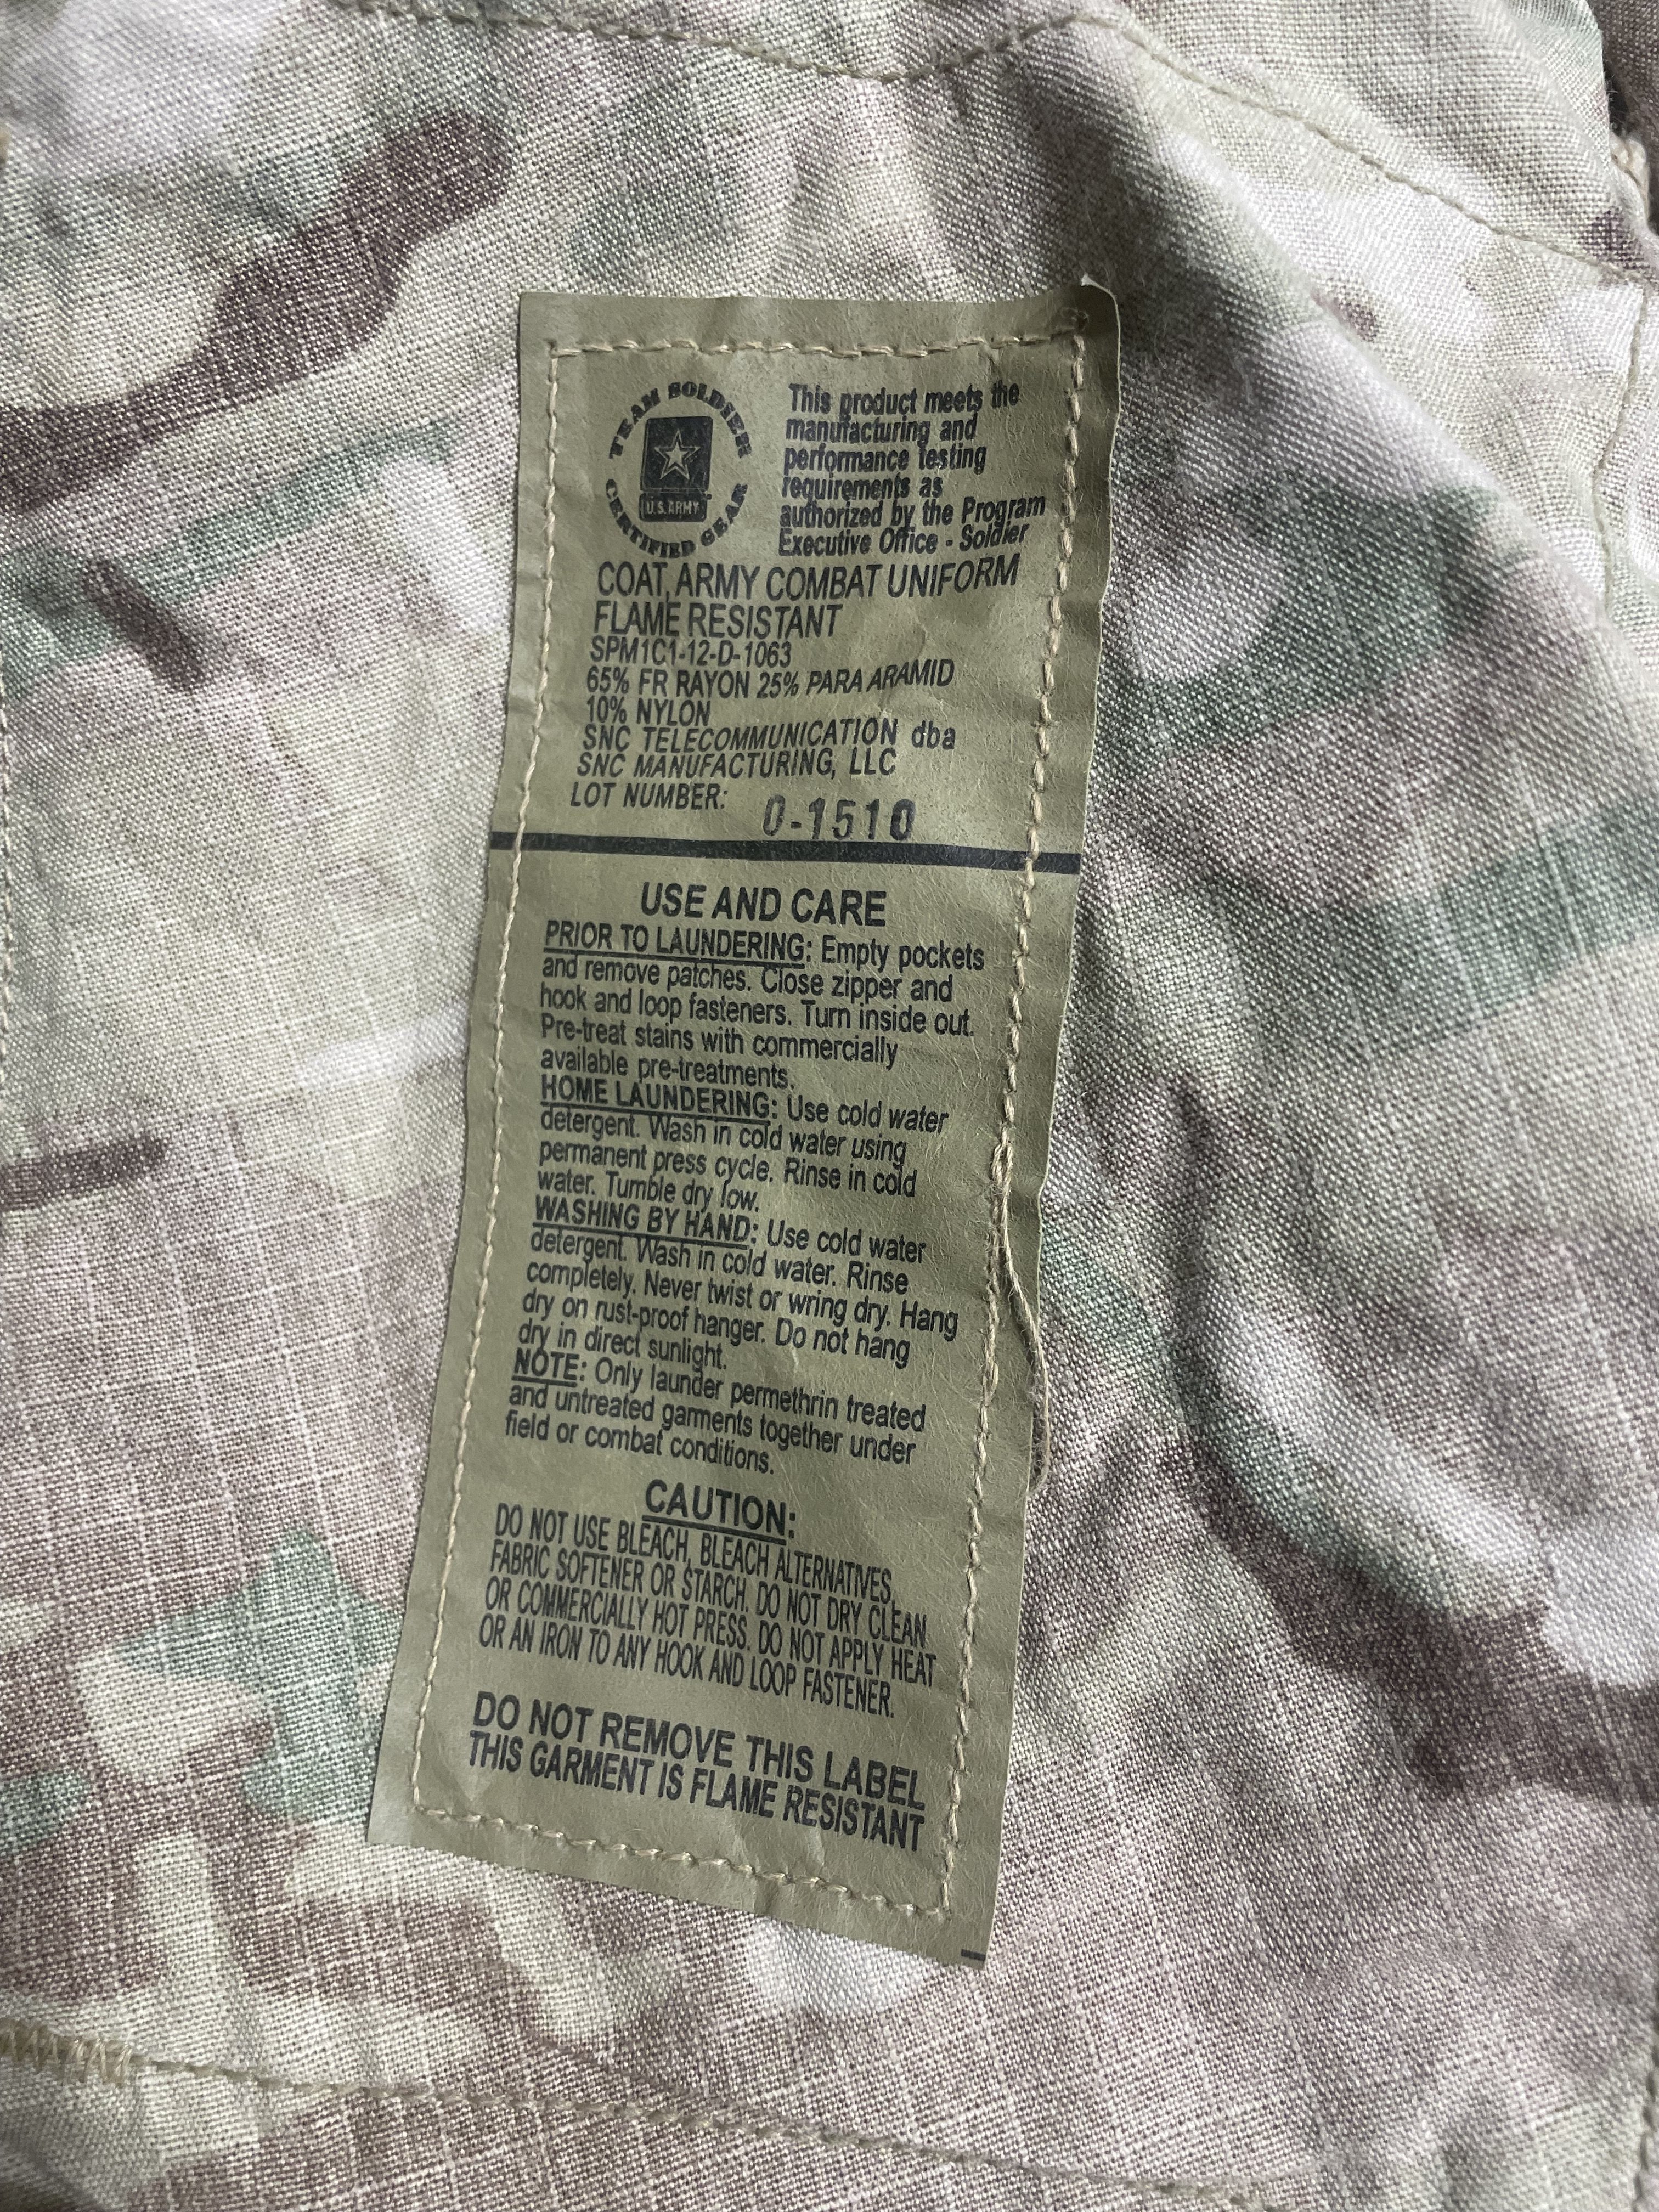 TEAM SOLDIER
U.S. ARMY
CERTIFIED GEAR
This product meets the
manufacturing and
performance testing
requirements as
authorized by the Program
Executive Office - Soldier
COAT, ARMY COMBAT UNIFORM
FLAME RESISTANT
SPM1C1-12-D-1063
65% FR RAYON 25% PARA ARAMID
10% NYLON
SNC TELECOMMUNICATION dba
SNC MANUFACTURING, LLC
LOT NUMBER: 0-1510
USE AND CARE
PRIOR TO LAUNDERING: Empty pockets
and remove patches. Close zipper and
hook and loop fasteners. Turn inside out.
Pre-treat stains with commercially
available pre-treatments.
HOME LAUNDERING: Use cold water
detergent. Wash in cold water using
permanent press cycle. Rinse in cold
water. Tumble dry low.
WASHING BY HAND: Use cold water
detergent. Wash in cold water. Rinse
completely. Never twist or wring dry. Hang
dry on rust-proof hanger. Do not hang
dry in direct sunlight.
NOTE: Only launder permethrin treated
and untreated garments together under
field or combat conditions.
CAUTION:
DO NOT USE BLEACH, BLEACH ALTERNATIVES,
FABRIC SOFTENER OR STARCH. DO NOT DRY CLEAN
OR COMMERCIALLY HOT PRESS. DO NOT APPLY HEAT
OR AN IRON TO ANY HOOK AND LOOP FASTENER.
DO NOT REMOVE THIS LABEL
THIS GARMENT IS FLAME RESISTANT